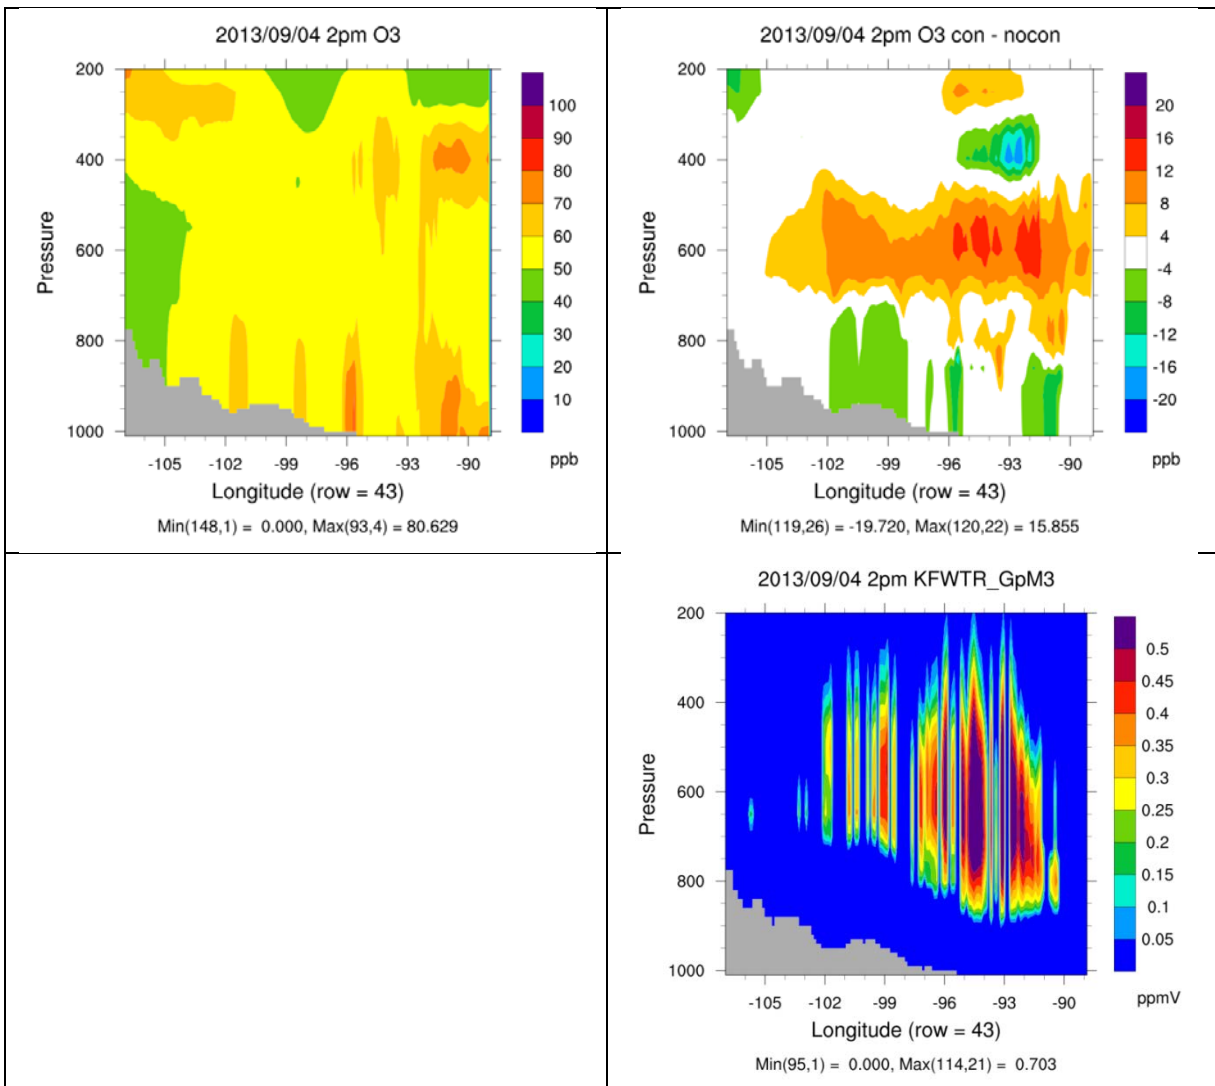 2013/09/04 2pm O3
200
400
600
800
1000
Pressure
-105 -102 -99 -96 -93 -90
Longitude (row = 43)
100
90
80
70
60
50
40
30
20
10
ppb
Min(148,1) = 0.000, Max(93,4) = 80.629
2013/09/04 2pm O3 con - nocon
200
400
600
800
1000
Pressure
-105 -102 -99 -96 -93 -90
Longitude (row = 43)
20
16
12
8
4
-4
-8
-12
-16
-20
ppb
Min(119,26) = -19.720, Max(120,22) = 15.855
2013/09/04 2pm KFWTR_GpM3
200
400
600
800
1000
Pressure
-105 -102 -99 -96 -93 -90
Longitude (row = 43)
0.5
0.45
0.4
0.35
0.3
0.25
0.2
0.15
0.1
0.05
ppmV
Min(95,1) = 0.000, Max(114,21) = 0.703